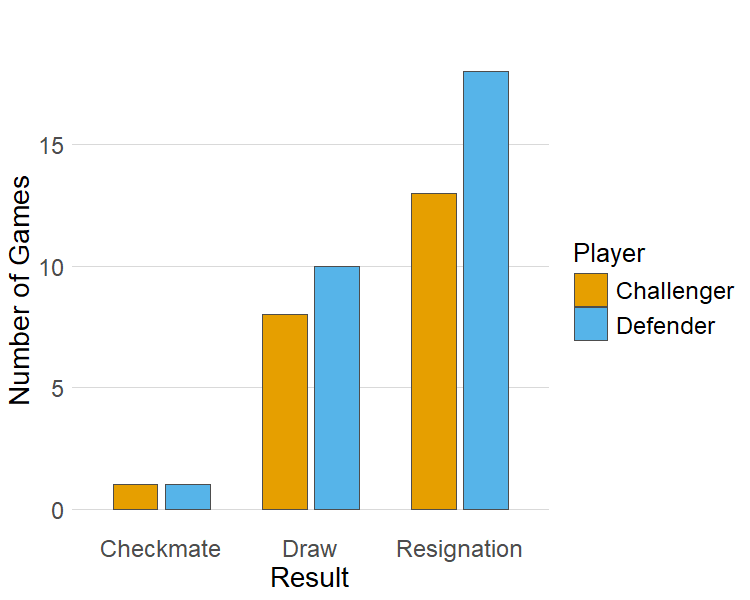 Number of Games
15
10
5
0
Checkmate Draw Resignation
Result
Player
Challenger
Defender